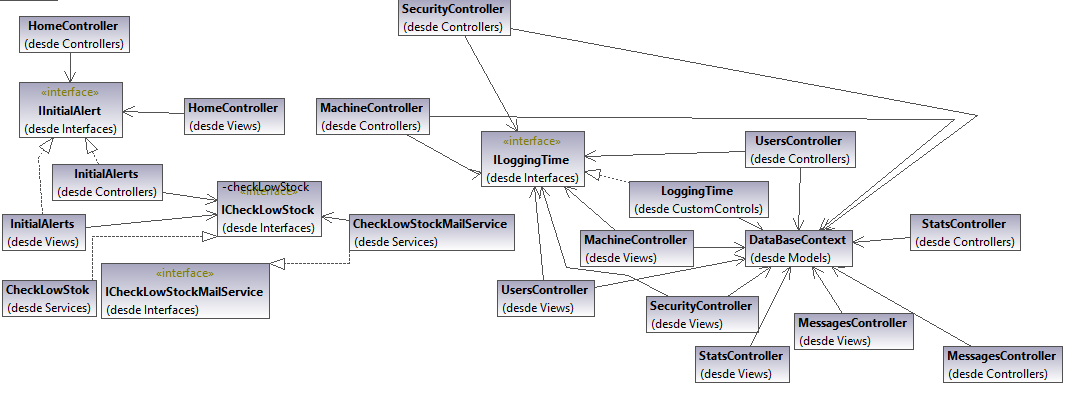 SecurityController
(desde Controllers)
HomeController
(desde Controllers)
«interface»
IInitialAlert
(desde Interfaces)
HomeController
(desde Views)
MachineController
(desde Controllers)
«interface»
ILoggingTime
(desde Interfaces)
UsersController
(desde Controllers)
InitialAlerts
(desde Controllers)
LoggingTime
(desde CustomControls)
-checkLowStock
«interface»
ICheckLowStock
(desde Interfaces)
InitialAlerts
(desde Views)
CheckLowStockMailService
(desde Services)
MachineController
(desde Views)
DataBaseContext
(desde Models)
StatsController
(desde Controllers)
«interface»
ICheckLowStockMailService
(desde Interfaces)
CheckLowStok
(desde Services)
UsersController
(desde Views)
SecurityController
(desde Views)
MessagesController
(desde Views)
StatsController
(desde Views)
MessagesController
(desde Controllers)